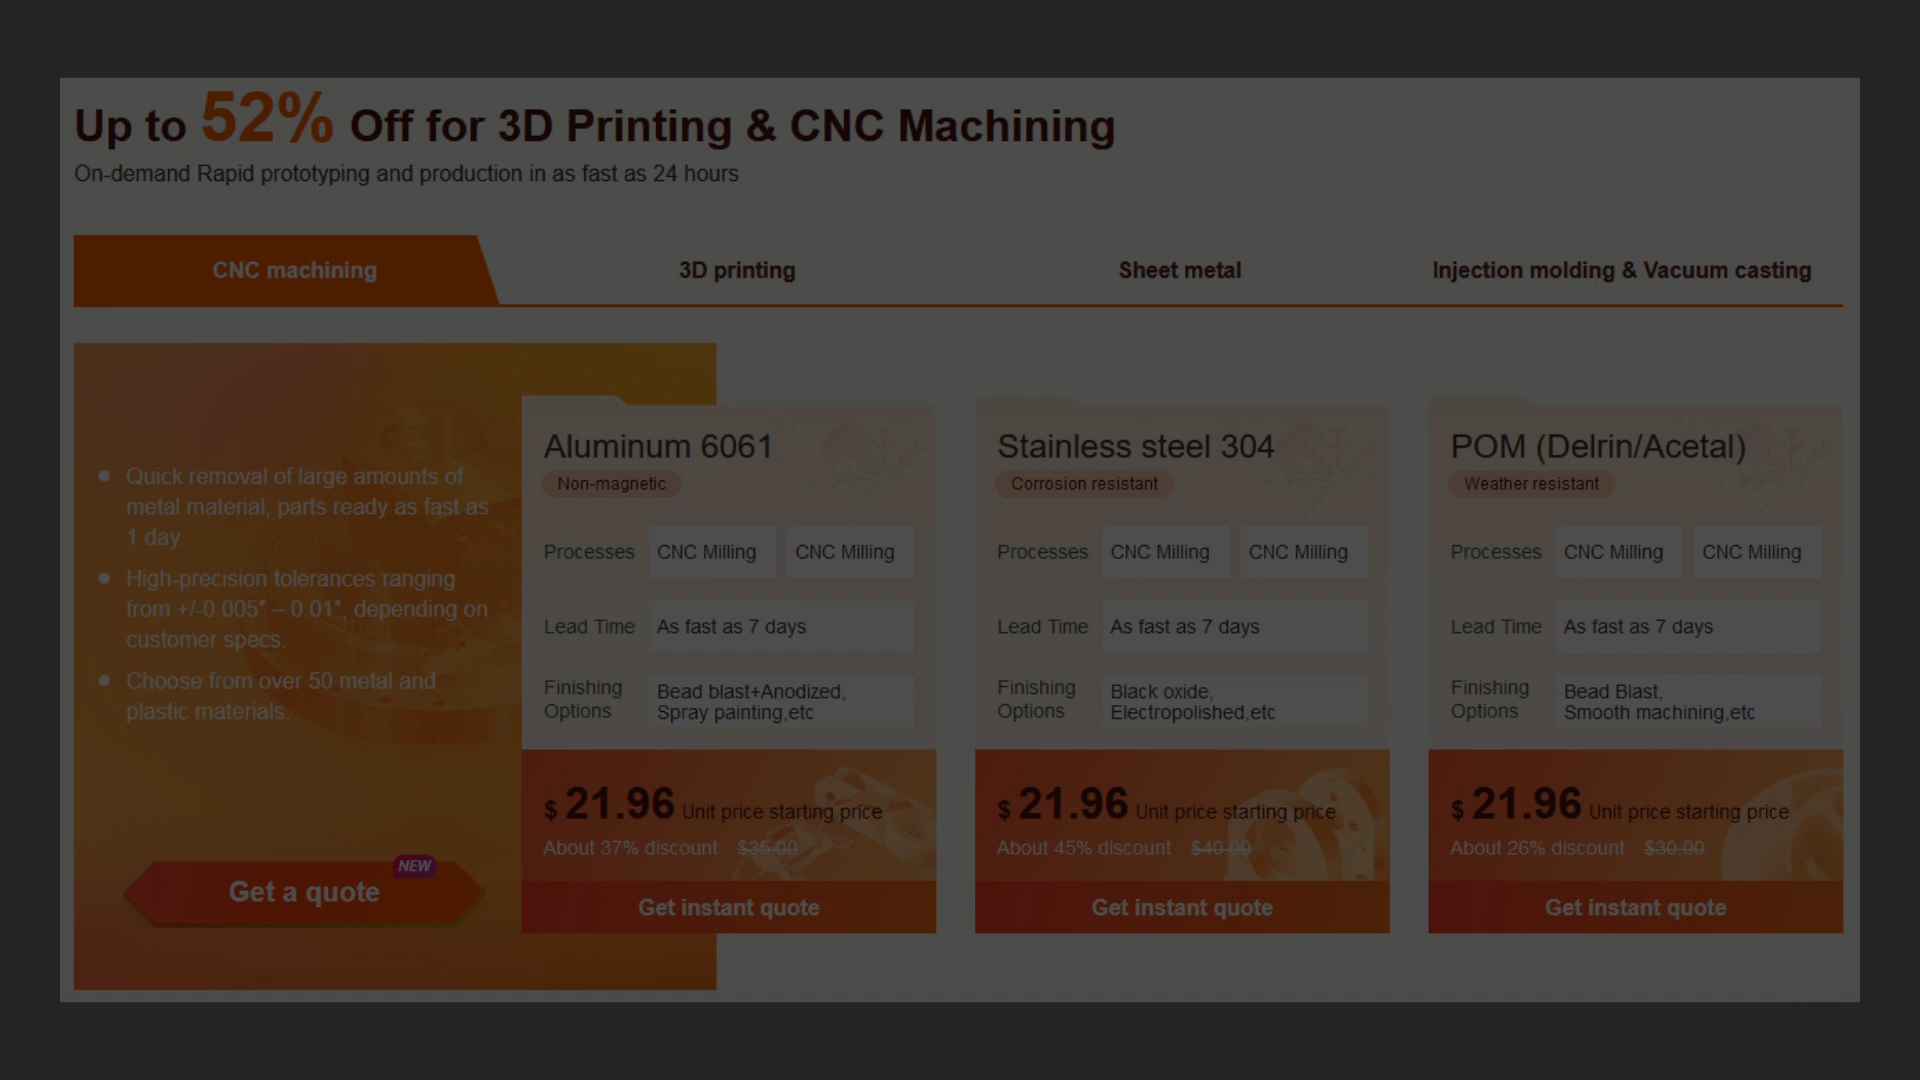 Up to 52% Off for 3D Printing & CNC Machining
On-demand Rapid prototyping and production in as fast as 24 hours
CNC machining
3D printing
Sheet metal
Injection molding & Vacuum casting
Quick removal of large amounts of
metal material, parts ready as fast as
1 day.
High-precision tolerances ranging
from +/-0.005″ – 0.01″, depending on
customer specs.
Choose from over 50 metal and
plastic materials.
NEW
Get a quote
Aluminum 6061
Non-magnetic
Processes CNC Milling CNC Milling
Lead Time As fast as 7 days
Finishing Options
Bead blast+Anodized,
Spray painting,etc
$ 21.96 Unit price starting price
About 37% discount $35.00
Get instant quote
Stainless steel 304
Corrosion resistant
Processes CNC Milling CNC Milling
Lead Time As fast as 7 days
Finishing Options
Black oxide,
Electropolished,etc
$ 21.96 Unit price starting price
About 45% discount $40.00
Get instant quote
POM (Delrin/Acetal)
Weather resistant
Processes CNC Milling CNC Milling
Lead Time As fast as 7 days
Finishing Options
Bead Blast,
Smooth machining,etc
$ 21.96 Unit price starting price
About 26% discount $30.00
Get instant quote